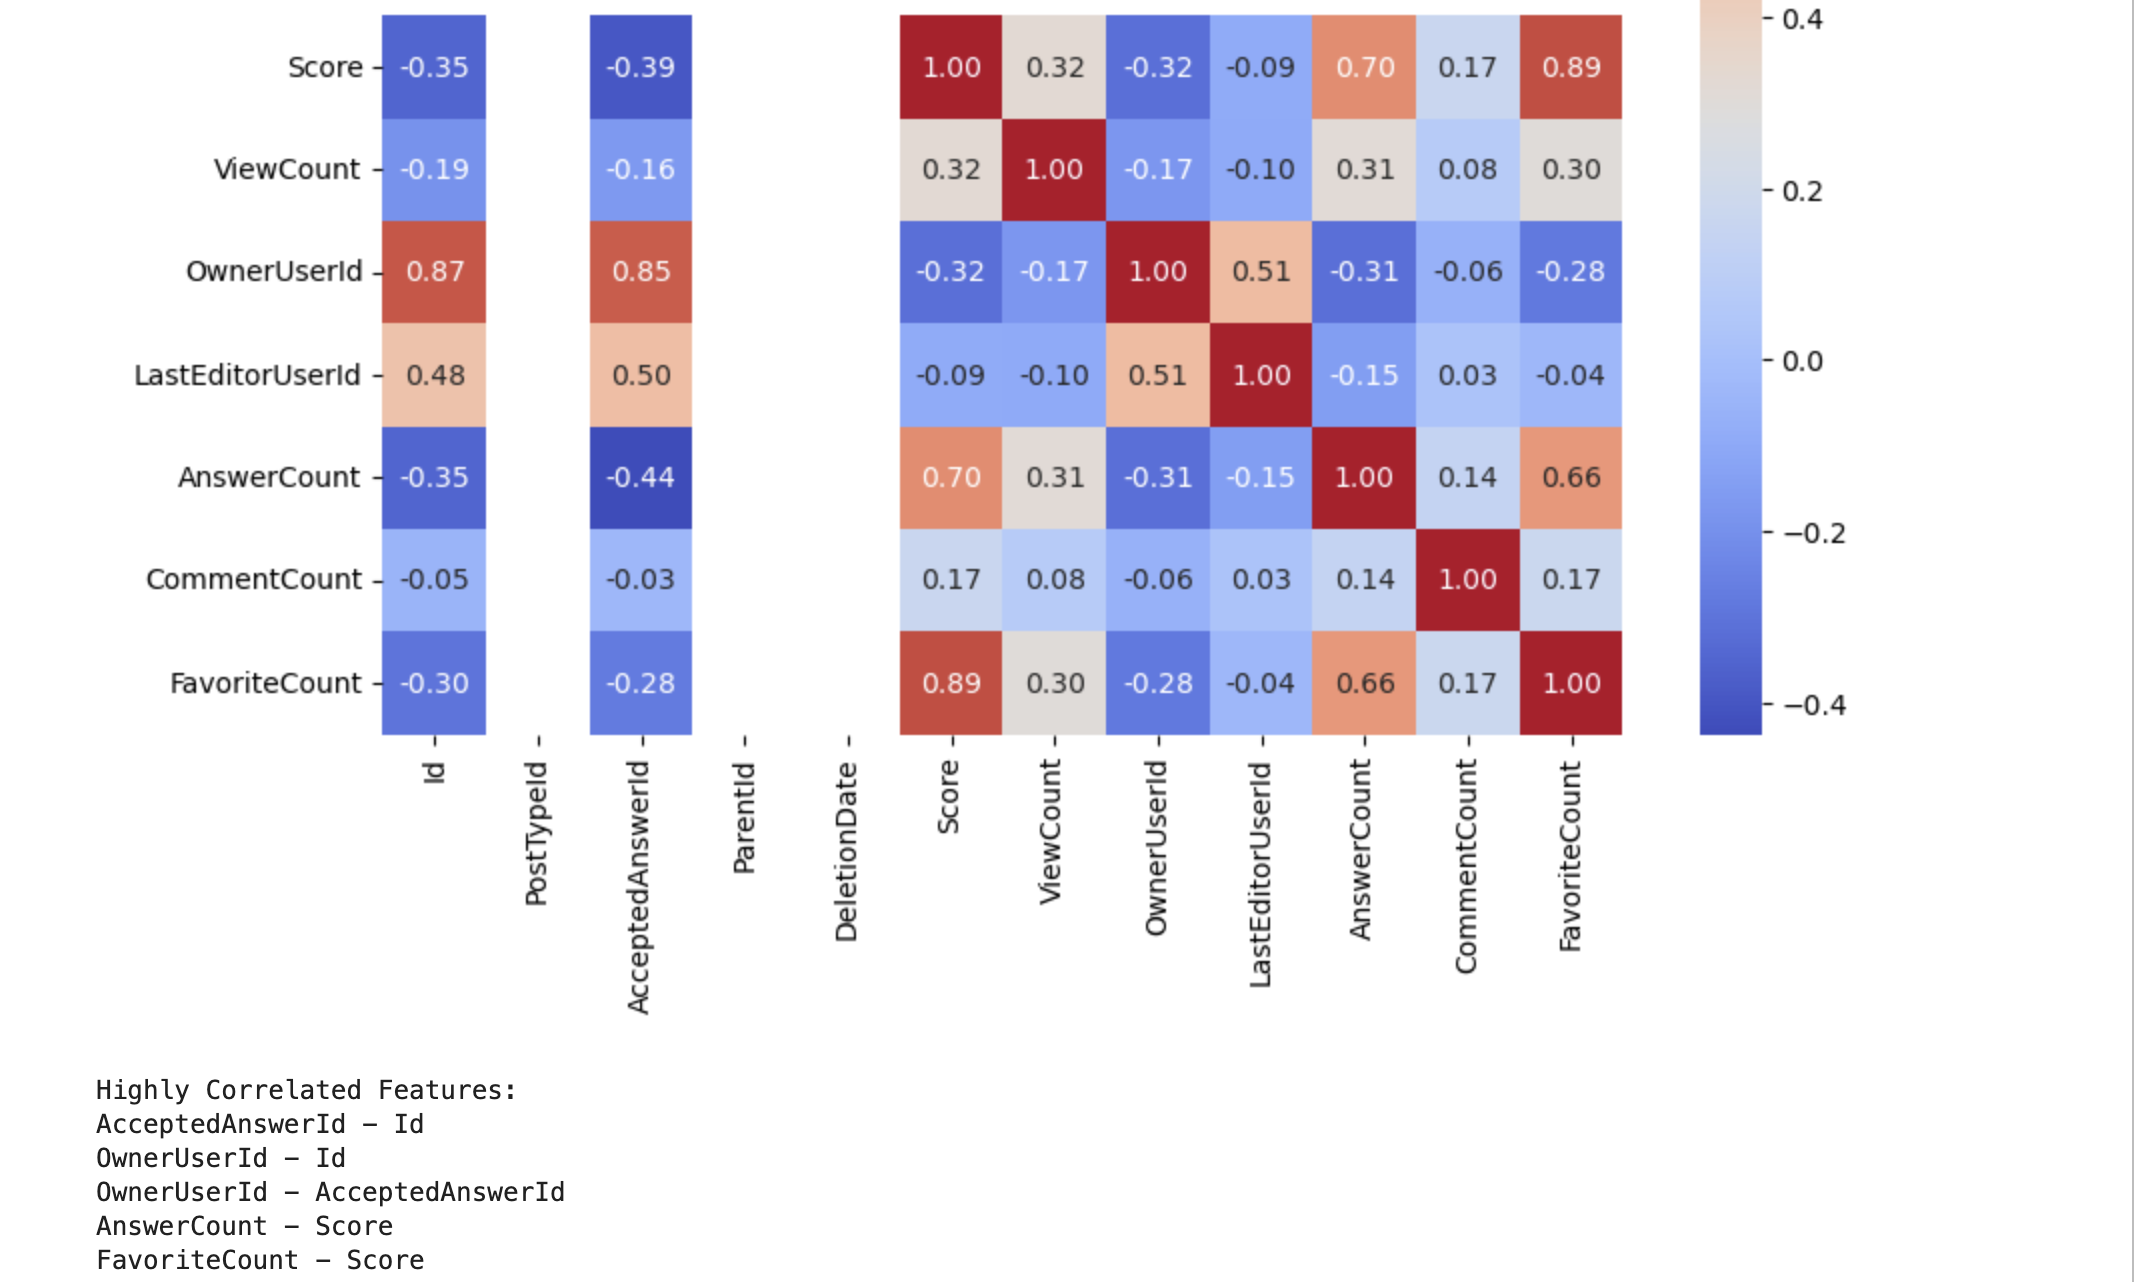 0.4
Score -0.35 -0.39 1.00 0.32 -0.32 -0.09 0.70 0.17 0.89
ViewCount -0.19 -0.16 0.32 1.00 -0.17 -0.10 0.31 0.08 0.30
0.2
OwnerUserId 0.87 0.85 -0.32 -0.17 1.00 0.51 -0.31 -0.06 -0.28
0.0
LastEditorUserId 0.48 0.50 -0.09 -0.10 0.51 1.00 -0.15 0.03 -0.04
AnswerCount -0.35 -0.44 0.70 0.31 -0.31 -0.15 1.00 0.14 0.66
−0.2
CommentCount -0.05 -0.03 0.17 0.08 -0.06 0.03 0.14 1.00 0.17
FavoriteCount -0.30 -0.28 0.89 0.30 -0.28 -0.04 0.66 0.17 1.00
−0.4
Id
PostTypeId
AcceptedAnswerId
ParentId
DeletionDate
Score
ViewCount
OwnerUserId
LastEditorUserId
AnswerCount
CommentCount
FavoriteCount
Highly Correlated Features:
AcceptedAnswerId – Id
OwnerUserId – Id
OwnerUserId – AcceptedAnswerId
AnswerCount – Score
FavoriteCount – Score